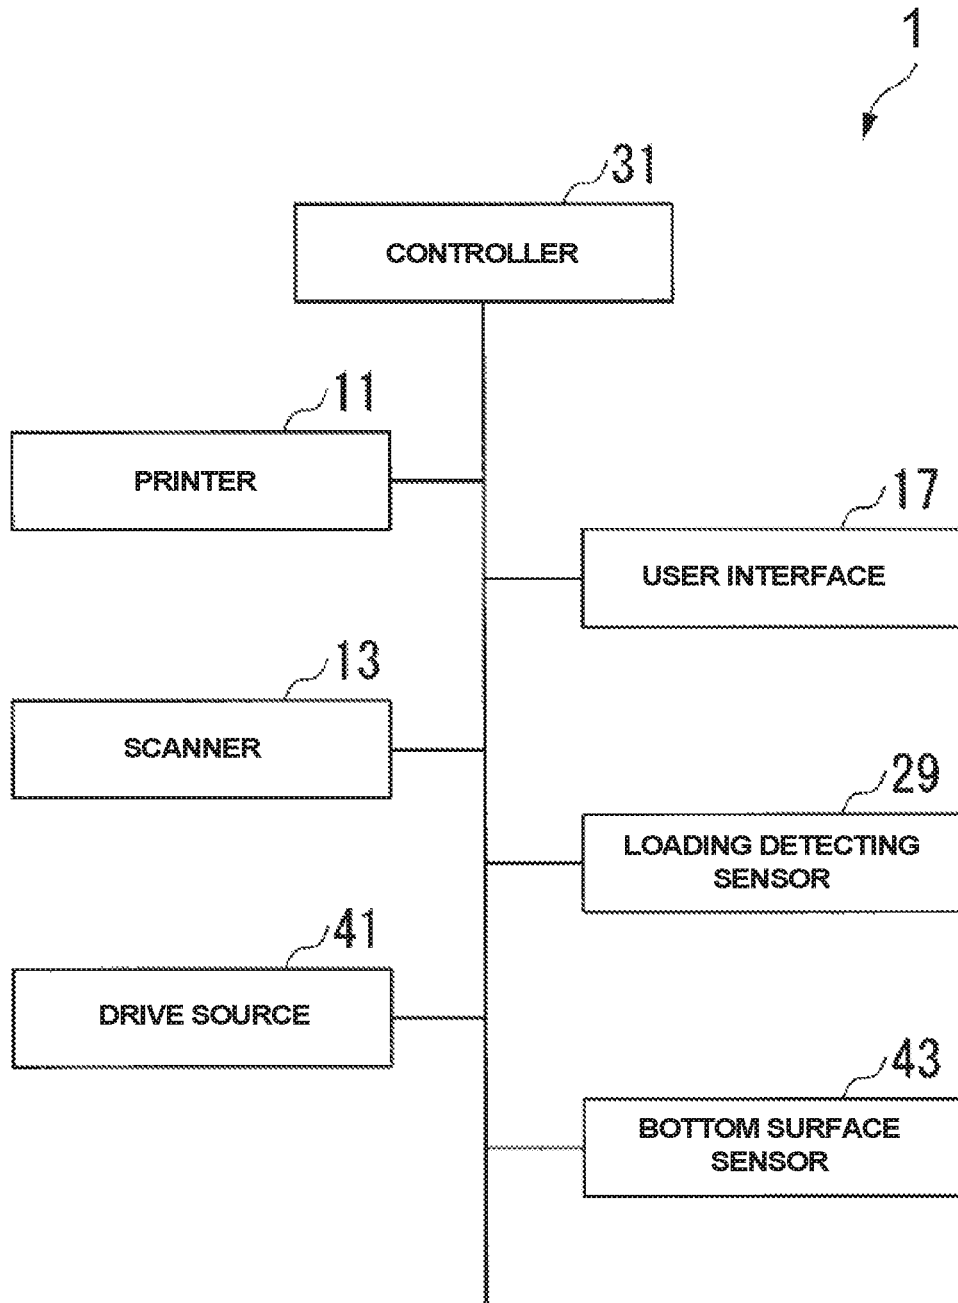 1
31
CONTROLLER
11
PRINTER
17
USER INTERFACE
13
SCANNER
29
LOADING DETECTING
SENSOR
41
DRIVE SOURCE
43
BOTTOM SURFACE
SENSOR